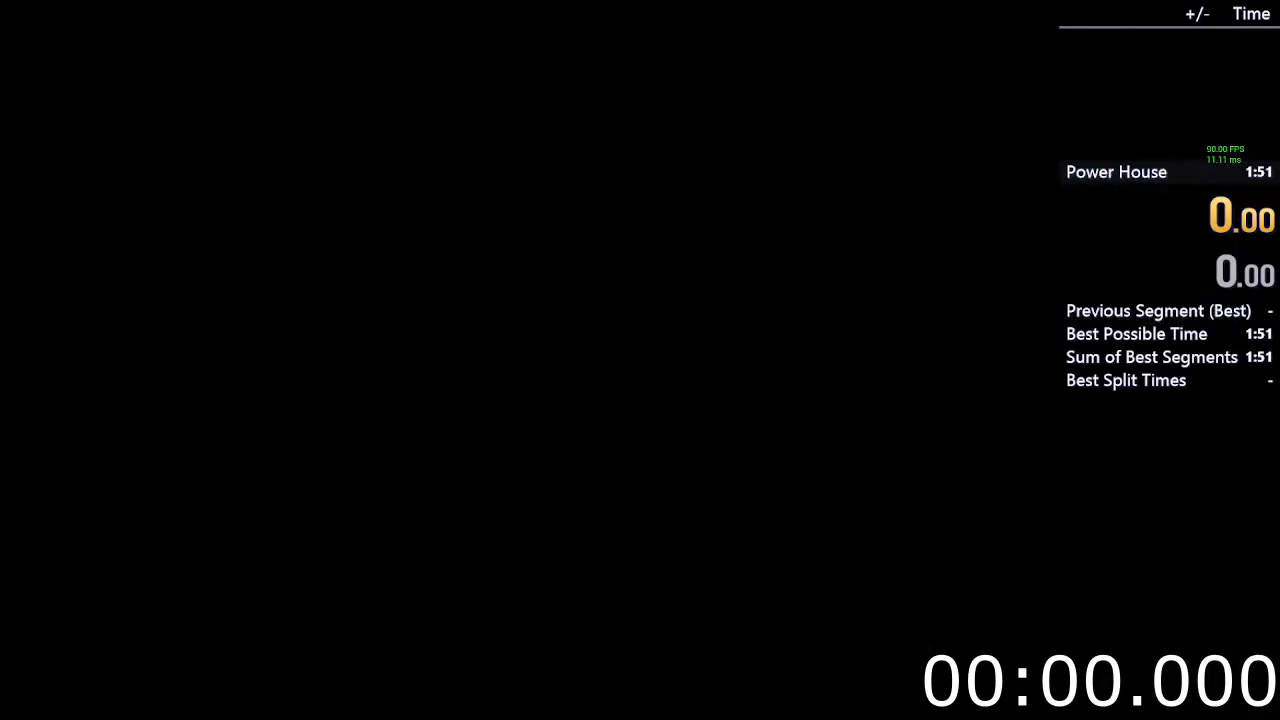 +/- Time
90.00 FPS
11.11 ms
Power House 1:51
0.00
0.00
Previous Segment (Best) -
Best Possible Time 1:51
Sum of Best Segments 1:51
Best Split Times -
00:00.000